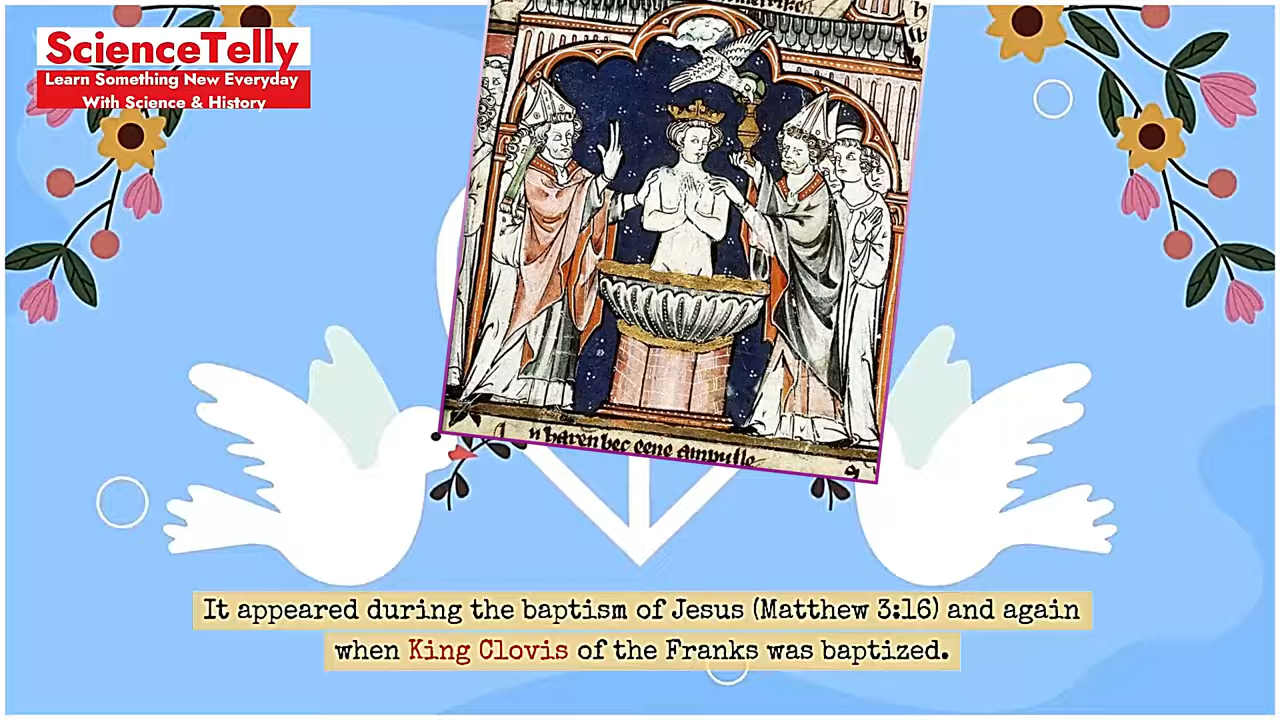 ScienceTelly
Learn Something New Everyday
With Science & History
It appeared during the baptism of Jesus (Matthew 3:16) and again
when King Clovis of the Franks was baptized.